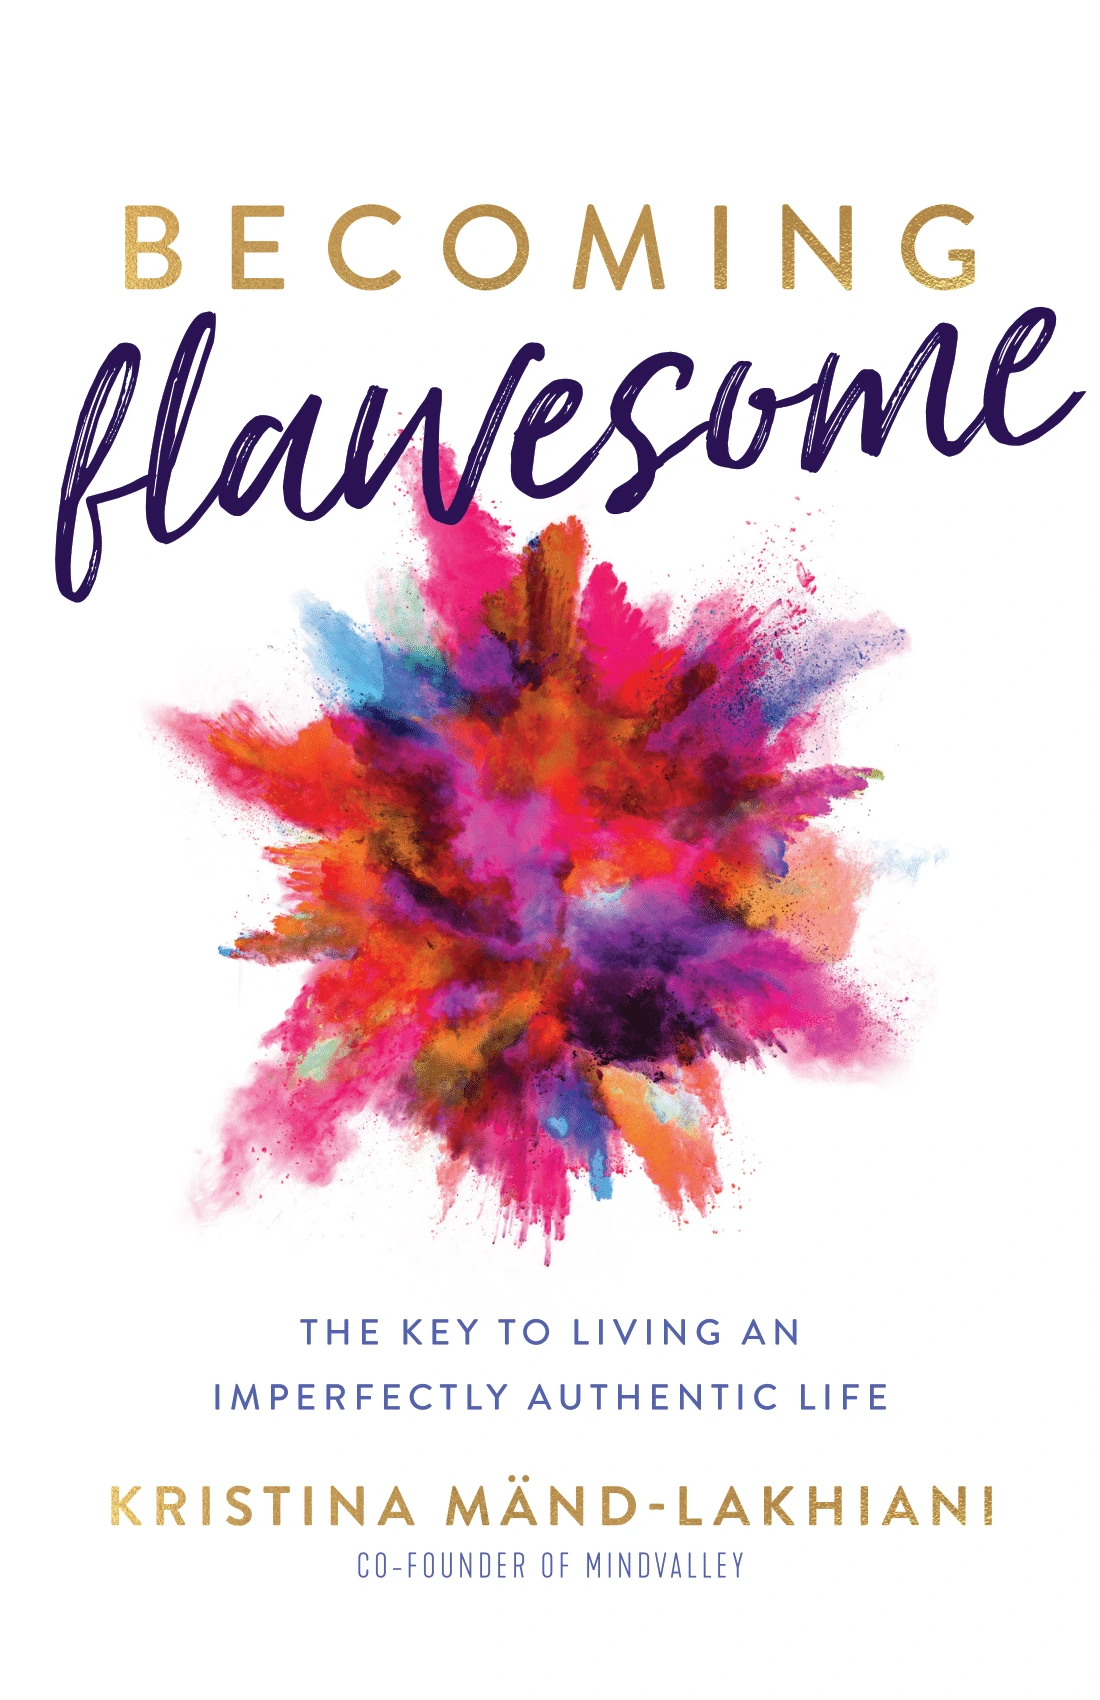 BECOMING
flawesome
THE KEY TO LIVING AN
IMPERFECTLY AUTHENTIC LIFE
KRISTINA MÄND-LAKHIANI
CO-FOUNDER OF MINDVALLEY